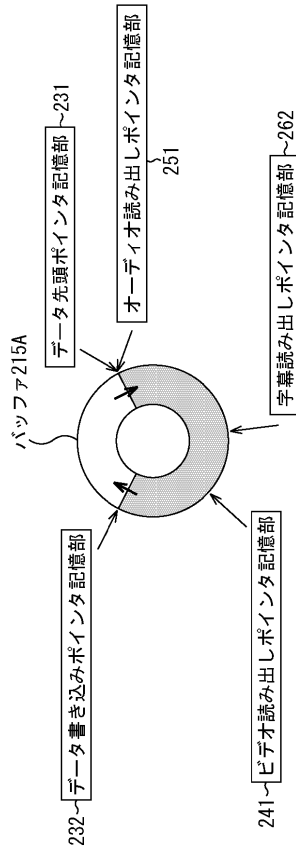 バッファ215A
データ先頭ポインタ記憶部 231
オーディオ読み出しポインタ記憶部
251
232 データ書き込みポインタ記憶部
241 ビデオ読み出しポインタ記憶部
字幕読み出しポインタ記憶部 262